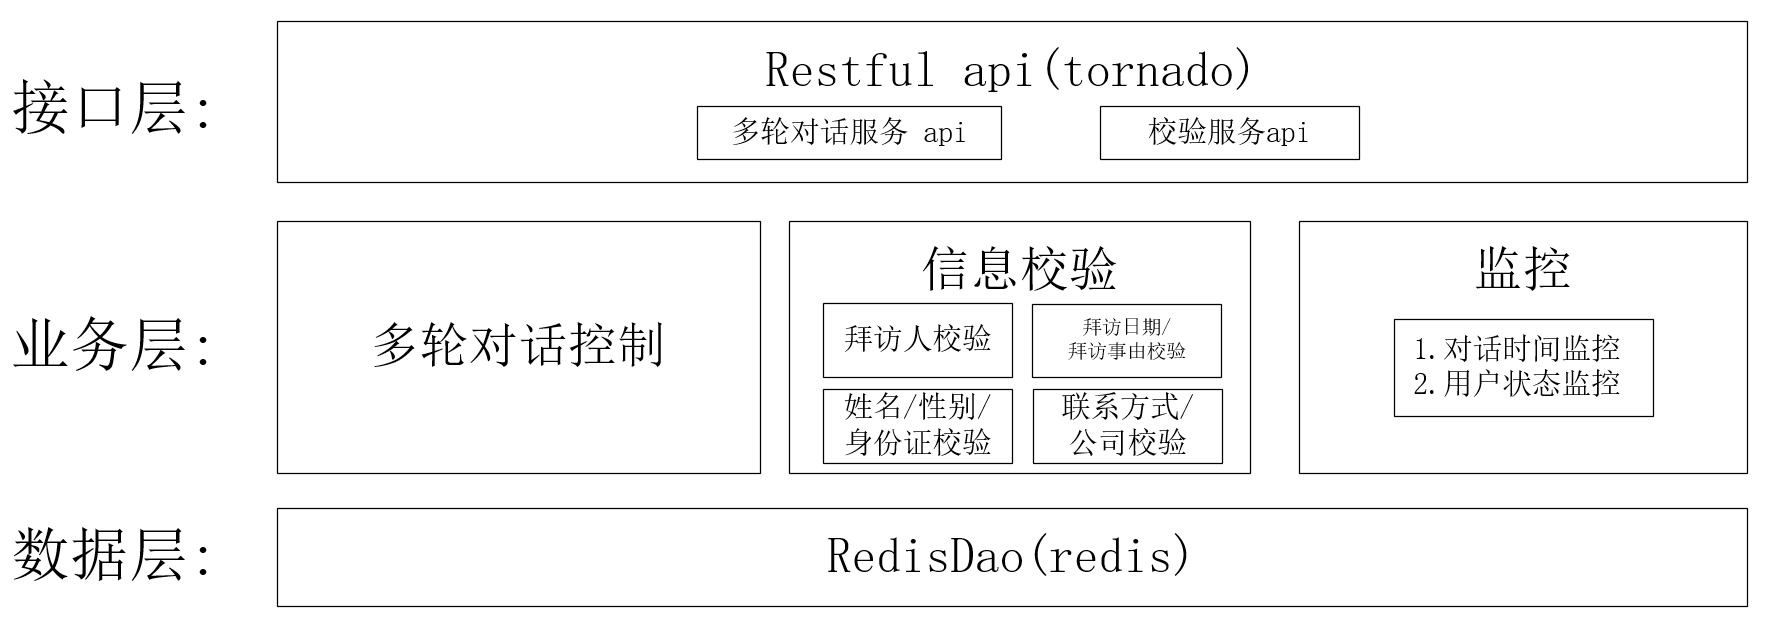 接口层:
Restful api(tornado)
多轮对话服务 api
校验服务api
业务层:
多轮对话控制
信息校验
拜访人校验
拜访日期/
拜访事由校验
姓名/性别/
身份证校验
联系方式/
公司校验
监控
1.对话时间监控
2.用户状态监控
数据层:
RedisDao(redis)